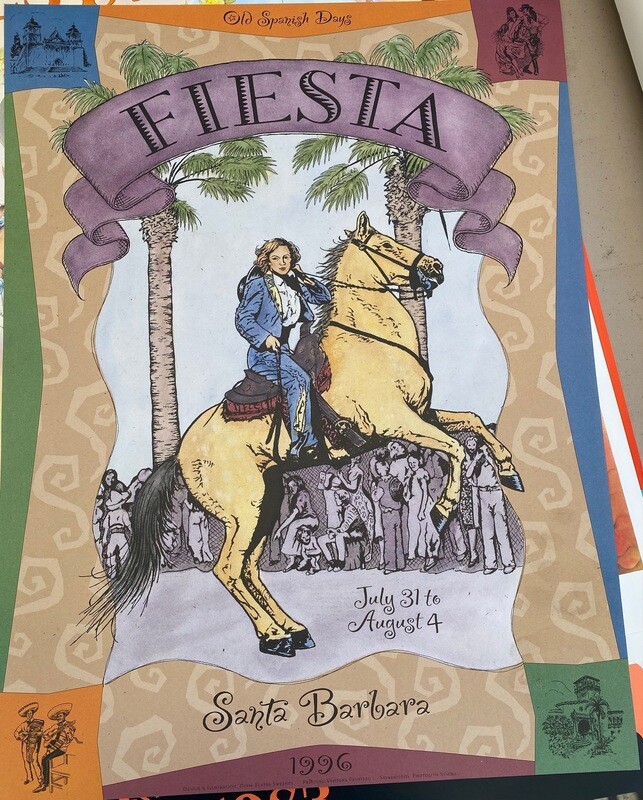 Old Spanish Days
FIESTA
July 31 to
August 4
Santa Barbara
1996